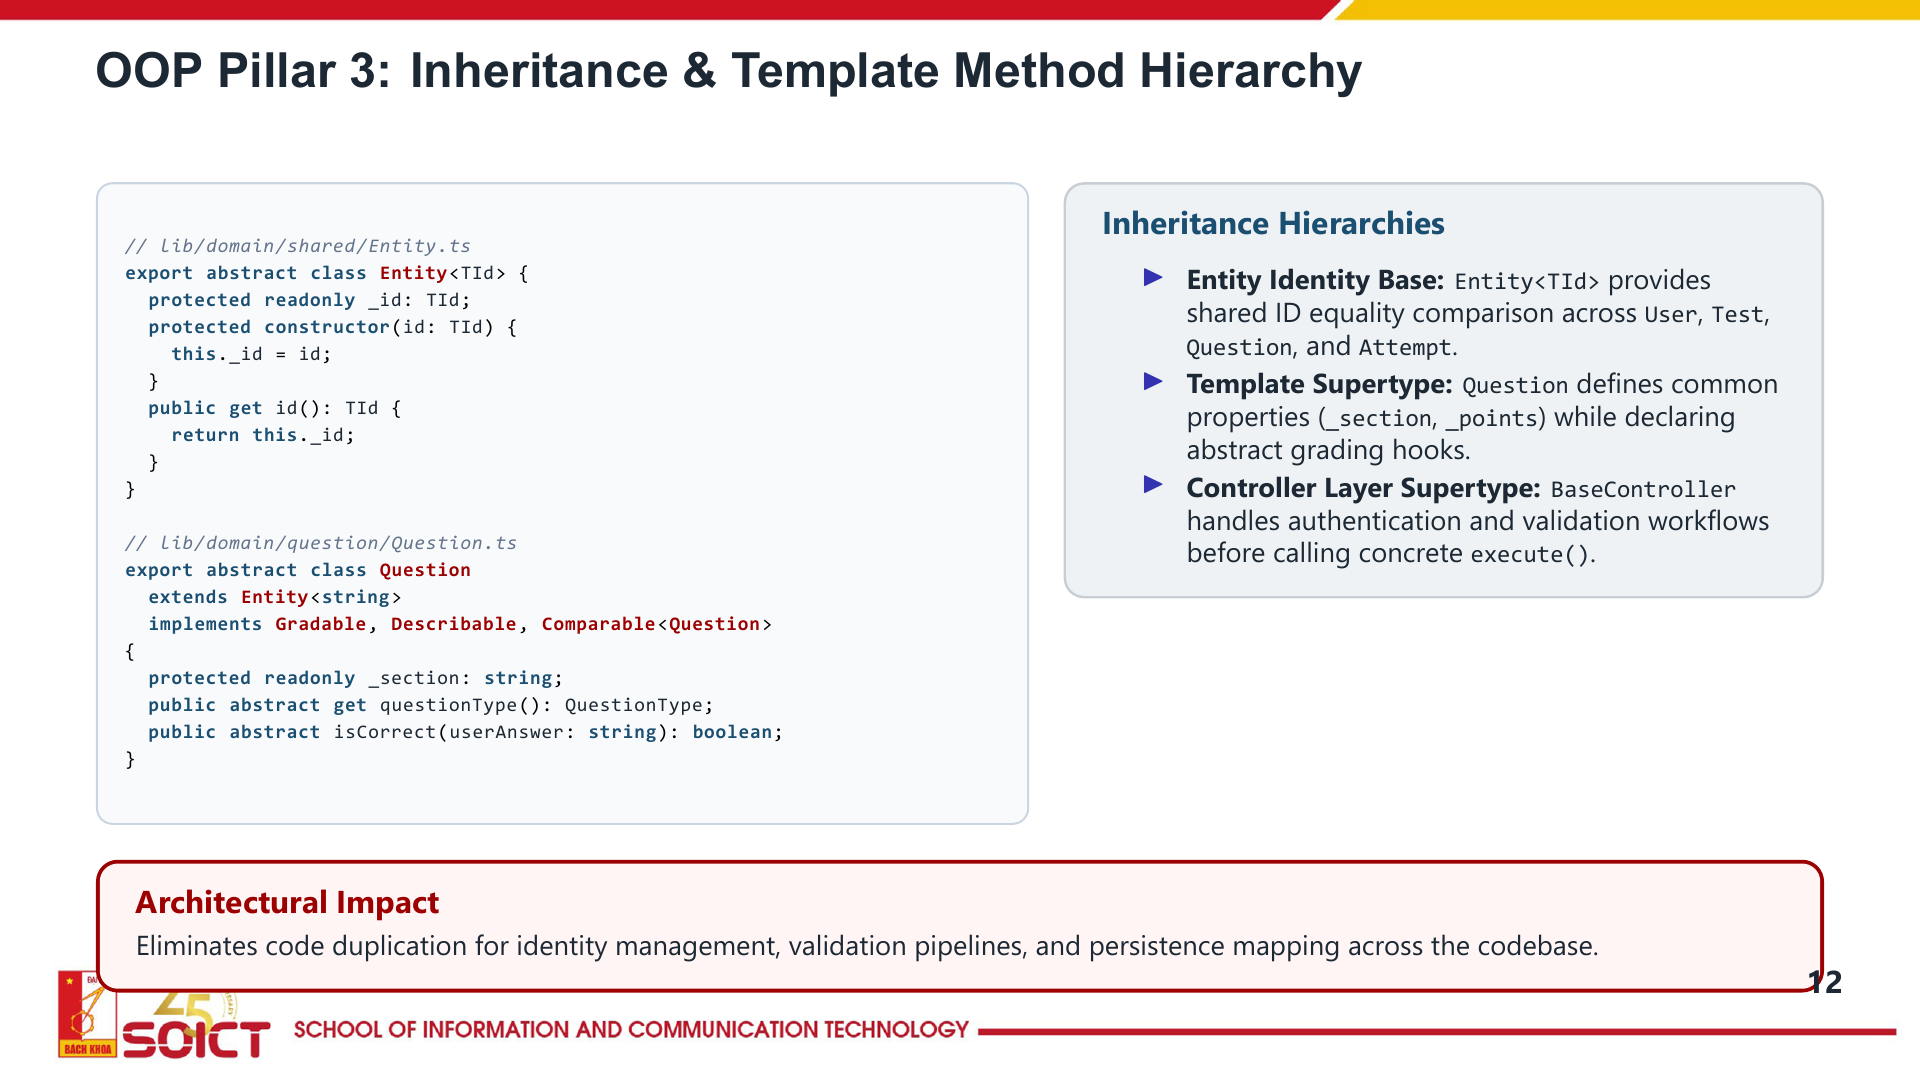 OOP Pillar 3: Inheritance & Template Method Hierarchy
// lib/domain/shared/Entity.ts
export abstract class Entity<TId> {
  protected readonly _id: TId;
  protected constructor(id: TId) {
    this._id = id;
  }
  public get id(): TId {
    return this._id;
  }
}
// lib/domain/question/Question.ts
export abstract class Question
  extends Entity<string>
  implements Gradable, Describable, Comparable<Question>
{
  protected readonly _section: string;
  public abstract get questionType(): QuestionType;
  public abstract isCorrect(userAnswer: string): boolean;
}
Inheritance Hierarchies
▶ Entity Identity Base: Entity<TId> provides
shared ID equality comparison across User, Test,
Question, and Attempt.
▶ Template Supertype: Question defines common
properties (_section, _points) while declaring
abstract grading hooks.
▶ Controller Layer Supertype: BaseController
handles authentication and validation workflows
before calling concrete execute().
Architectural Impact
Eliminates code duplication for identity management, validation pipelines, and persistence mapping across the codebase.
12
BÁCH KHOA
25
SOICT
SCHOOL OF INFORMATION AND COMMUNICATION TECHNOLOGY